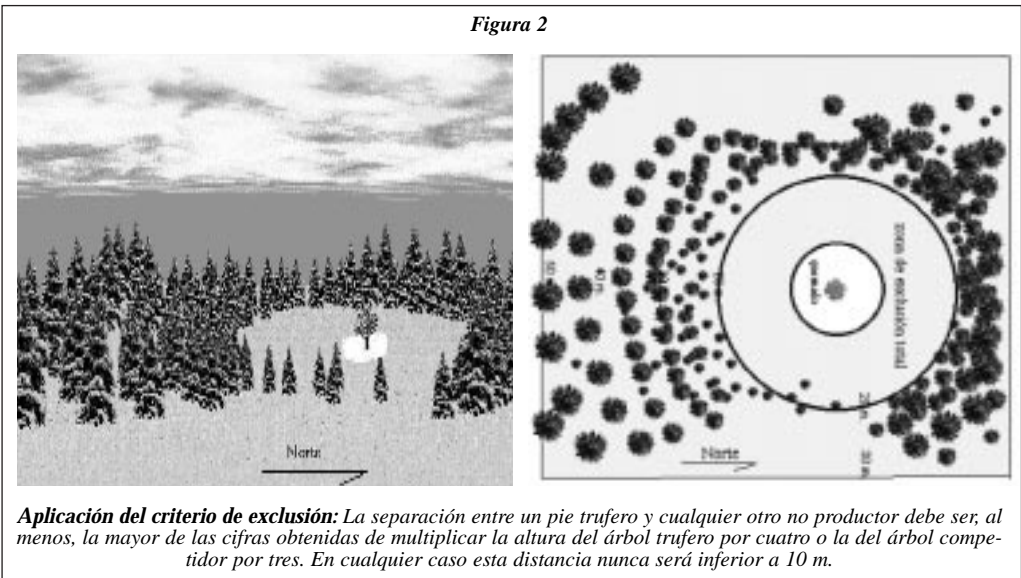 Figura 2
Norte
zona de exclusión total
quemado
40 m.
Norte
Aplicación del criterio de exclusión: La separación entre un pie trufero y cualquier otro no productor debe ser, al
menos, la mayor de las cifras obtenidas de multiplicar la altura del árbol trufero por cuatro o la del árbol compe-
tidor por tres. En cualquier caso esta distancia nunca será inferior a 10 m.